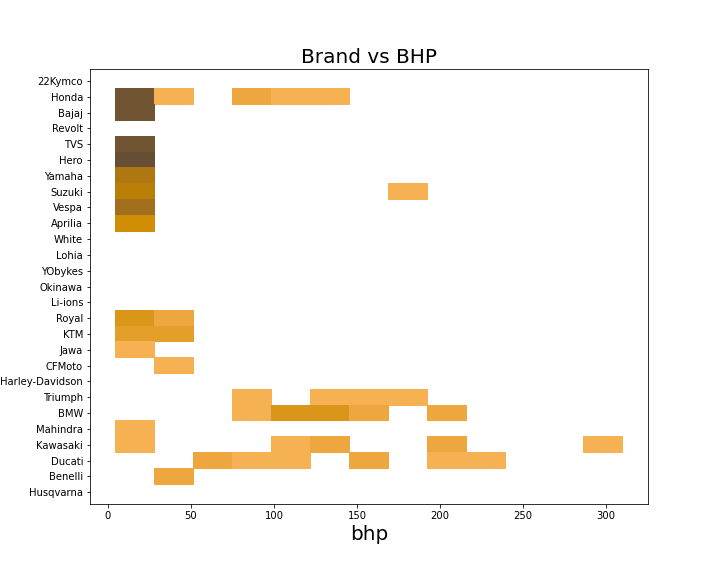 Brand vs BHP
22Kymco
Honda
Bajaj
Revolt
TVS
Hero
Yamaha
Suzuki
Vespa
Aprilia
White
Lohia
YObykes
Okinawa
Li-ions
Royal
KTM
Jawa
CFMoto
Harley-Davidson
Triumph
BMW
Mahindra
Kawasaki
Ducati
Benelli
Husqvarna
0 50 100 150 200 250 300
bhp